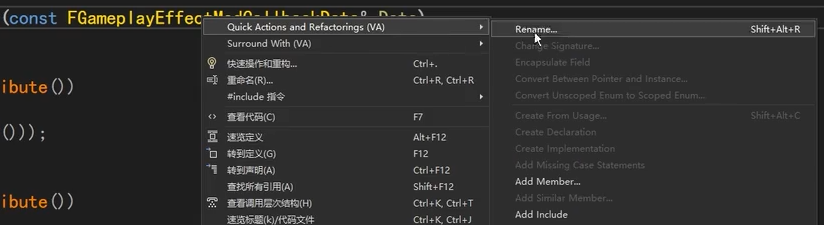 (const FGameplayEffectModCallbackData& Data)
ibute())
()));
ibute())
Quick Actions and Refactorings (VA)
Surround With (VA)
快速操作和重构... Ctrl+.
重命名(R)... Ctrl+R, Ctrl+R
#include 指令
查看代码(C) F7
速览定义 Alt+F12
转到定义(G) F12
转到声明(A) Ctrl+F12
查找所有引用(A) Shift+F12
查看调用层次结构(H) Ctrl+K, Ctrl+T
速览标题(k)/代码文件 Ctrl+K, Ctrl+J
Rename... Shift+Alt+R
Change Signature...
Encapsulate Field
Convert Between Pointer and Instance...
Convert Unscoped Enum to Scoped Enum...
Create From Usage... Shift+Alt+C
Create Declaration
Create Implementation
Add Missing Case Statements
Add Member...
Add Similar Member...
Add Include